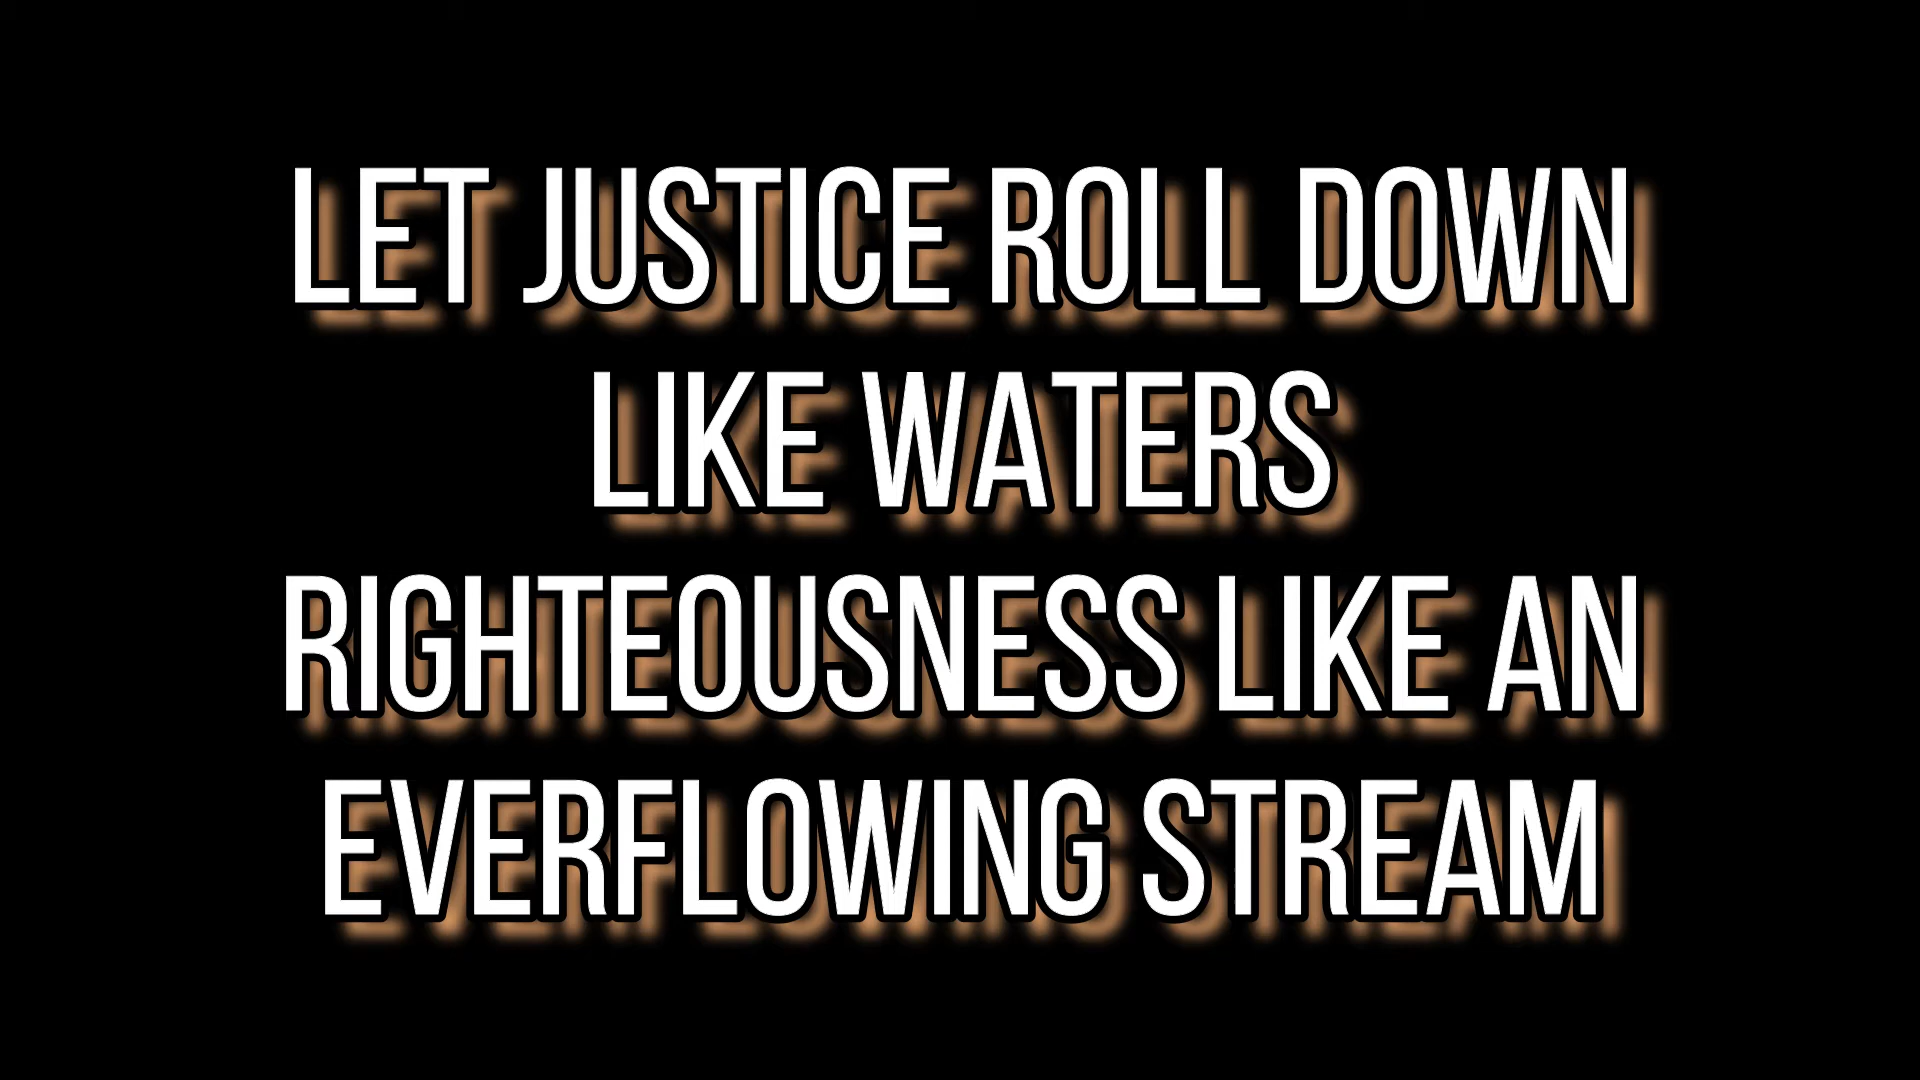 LET JUSTICE ROLL DOWN
LIKE WATERS
RIGHTEOUSNESS LIKE AN
EVERFLOWING STREAM